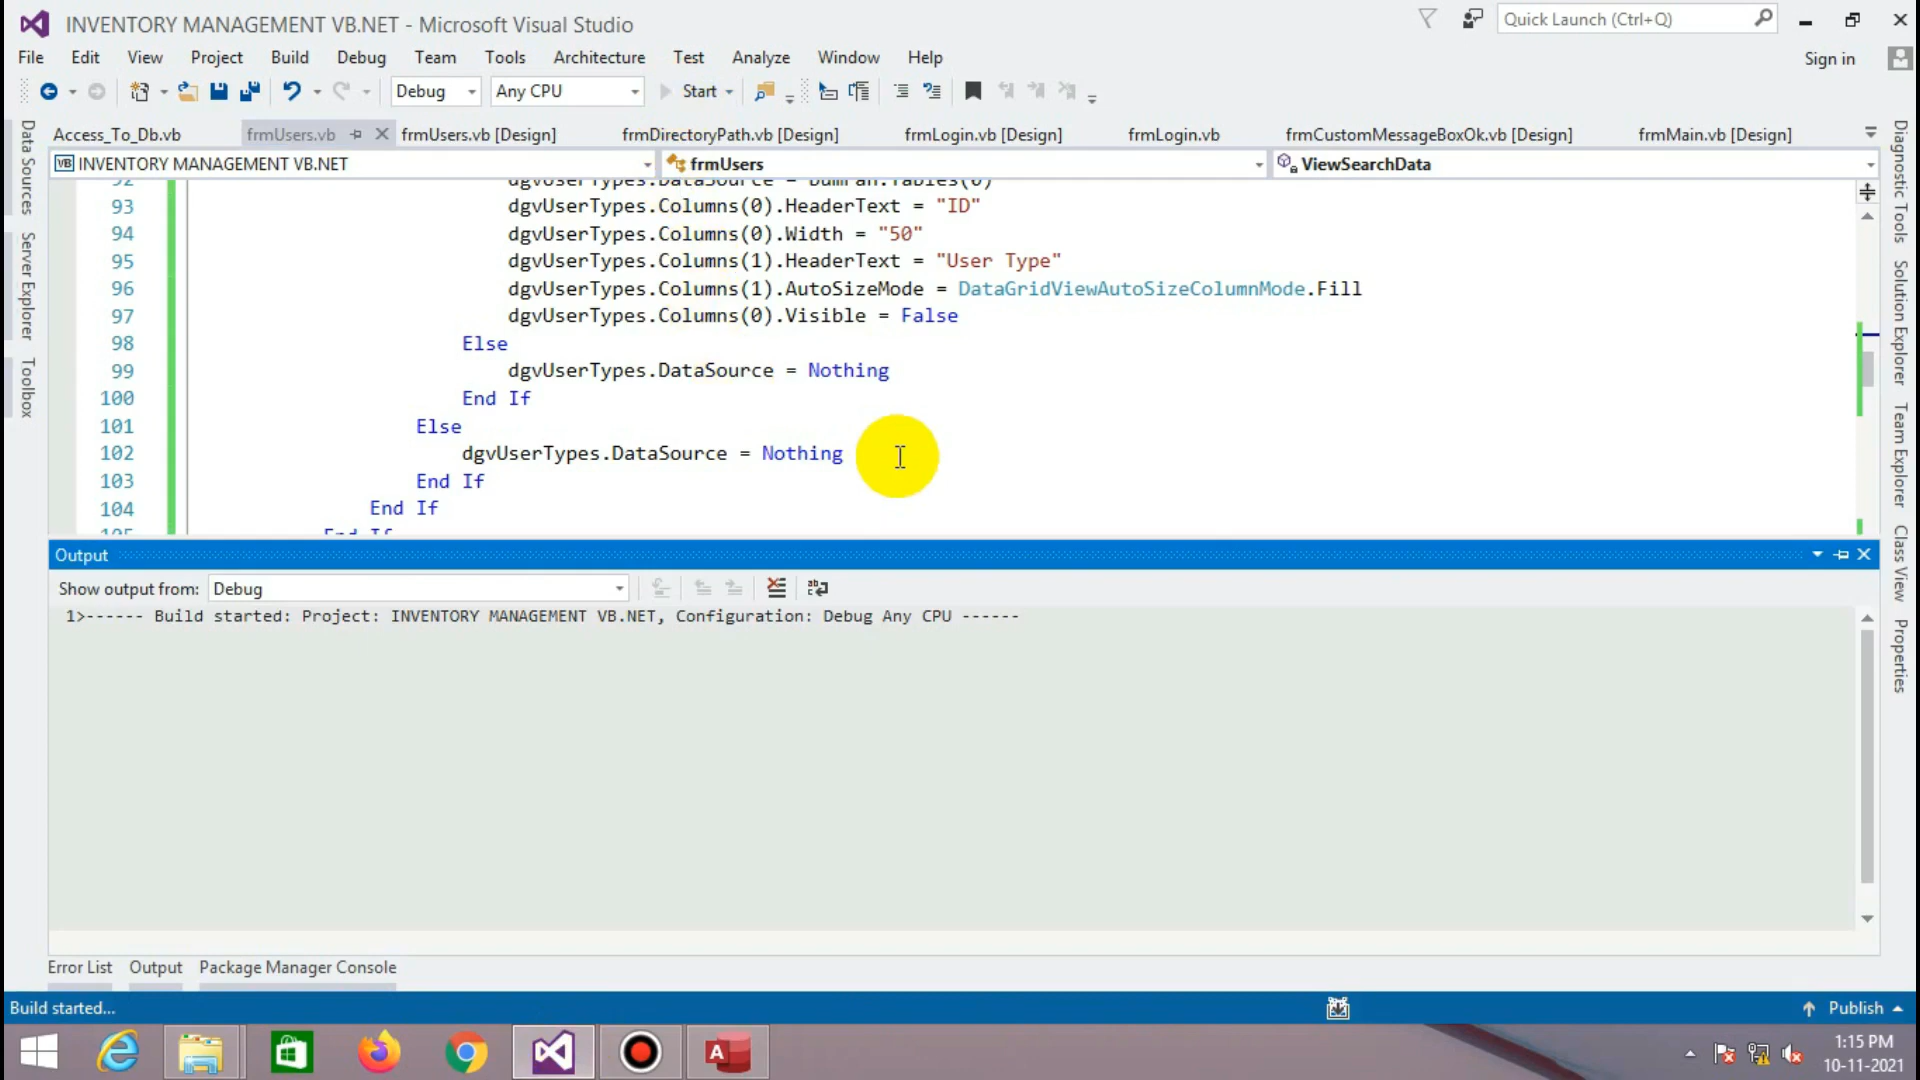 INVENTORY MANAGEMENT VB.NET - Microsoft Visual Studio
Quick Launch (Ctrl+Q)
File Edit View Project Build Debug Team Tools Architecture Test Analyze Window Help
Sign in
Debug Any CPU Start
Access_To_Db.vb frmUsers.vb frmUsers.vb [Design] frmDirectoryPath.vb [Design] frmLogin.vb [Design] frmLogin.vb frmCustomMessageBoxOk.vb [Design] frmMain.vb [Design]
VB INVENTORY MANAGEMENT VB.NET frmUsers ViewSearchData
93 dgvUserTypes.Columns(0).HeaderText = "ID"
94 dgvUserTypes.Columns(0).Width = "50"
95 dgvUserTypes.Columns(1).HeaderText = "User Type"
96 dgvUserTypes.Columns(1).AutoSizeMode = DataGridViewAutoSizeColumnMode.Fill
97 dgvUserTypes.Columns(0).Visible = False
98 Else
99 dgvUserTypes.DataSource = Nothing
100 End If
101 Else
102 dgvUserTypes.DataSource = Nothing
103 End If
104 End If
105 End If
Data Sources
Server Explorer
Toolbox
Diagnostic Tools
Solution Explorer
Team Explorer
Class View
Properties
Output
Show output from: Debug
1>------ Build started: Project: INVENTORY MANAGEMENT VB.NET, Configuration: Debug Any CPU ------
Error List Output Package Manager Console
Build started...
Publish
1:15 PM
10-11-2021